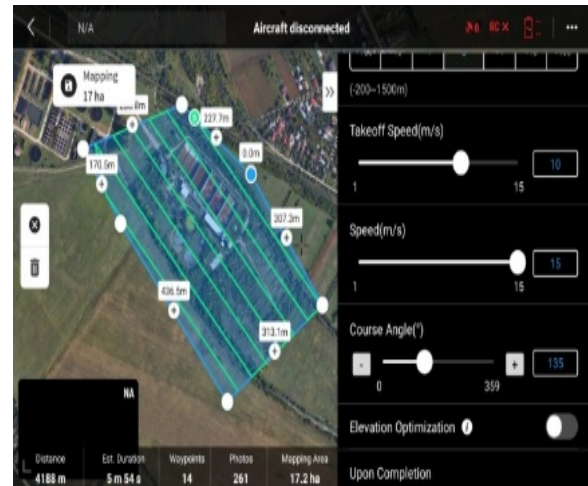 N/A
Aircraft disconnected
RC X
Mapping
17 ha
(-200~1500m)
227.7m
Takeoff Speed(m/s)
0.0m
170.5m
10
1
15
307.3m
Speed(m/s)
15
1
15
436.5m
313.1m
Course Angle(°)
- + 135
0
359
NA
Elevation Optimization
Distance Est. Duration Waypoints Photos Mapping Area
4188 m 5 m 54 s 14 261 17.2 ha
Upon Completion